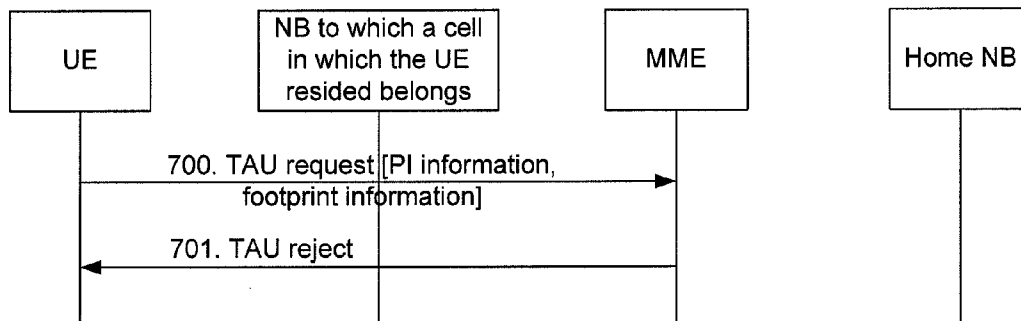 UE
NB to which a cell
in which the UE
resided belongs
MME
Home NB
700. TAU request [PI information,
footprint information]
701. TAU reject